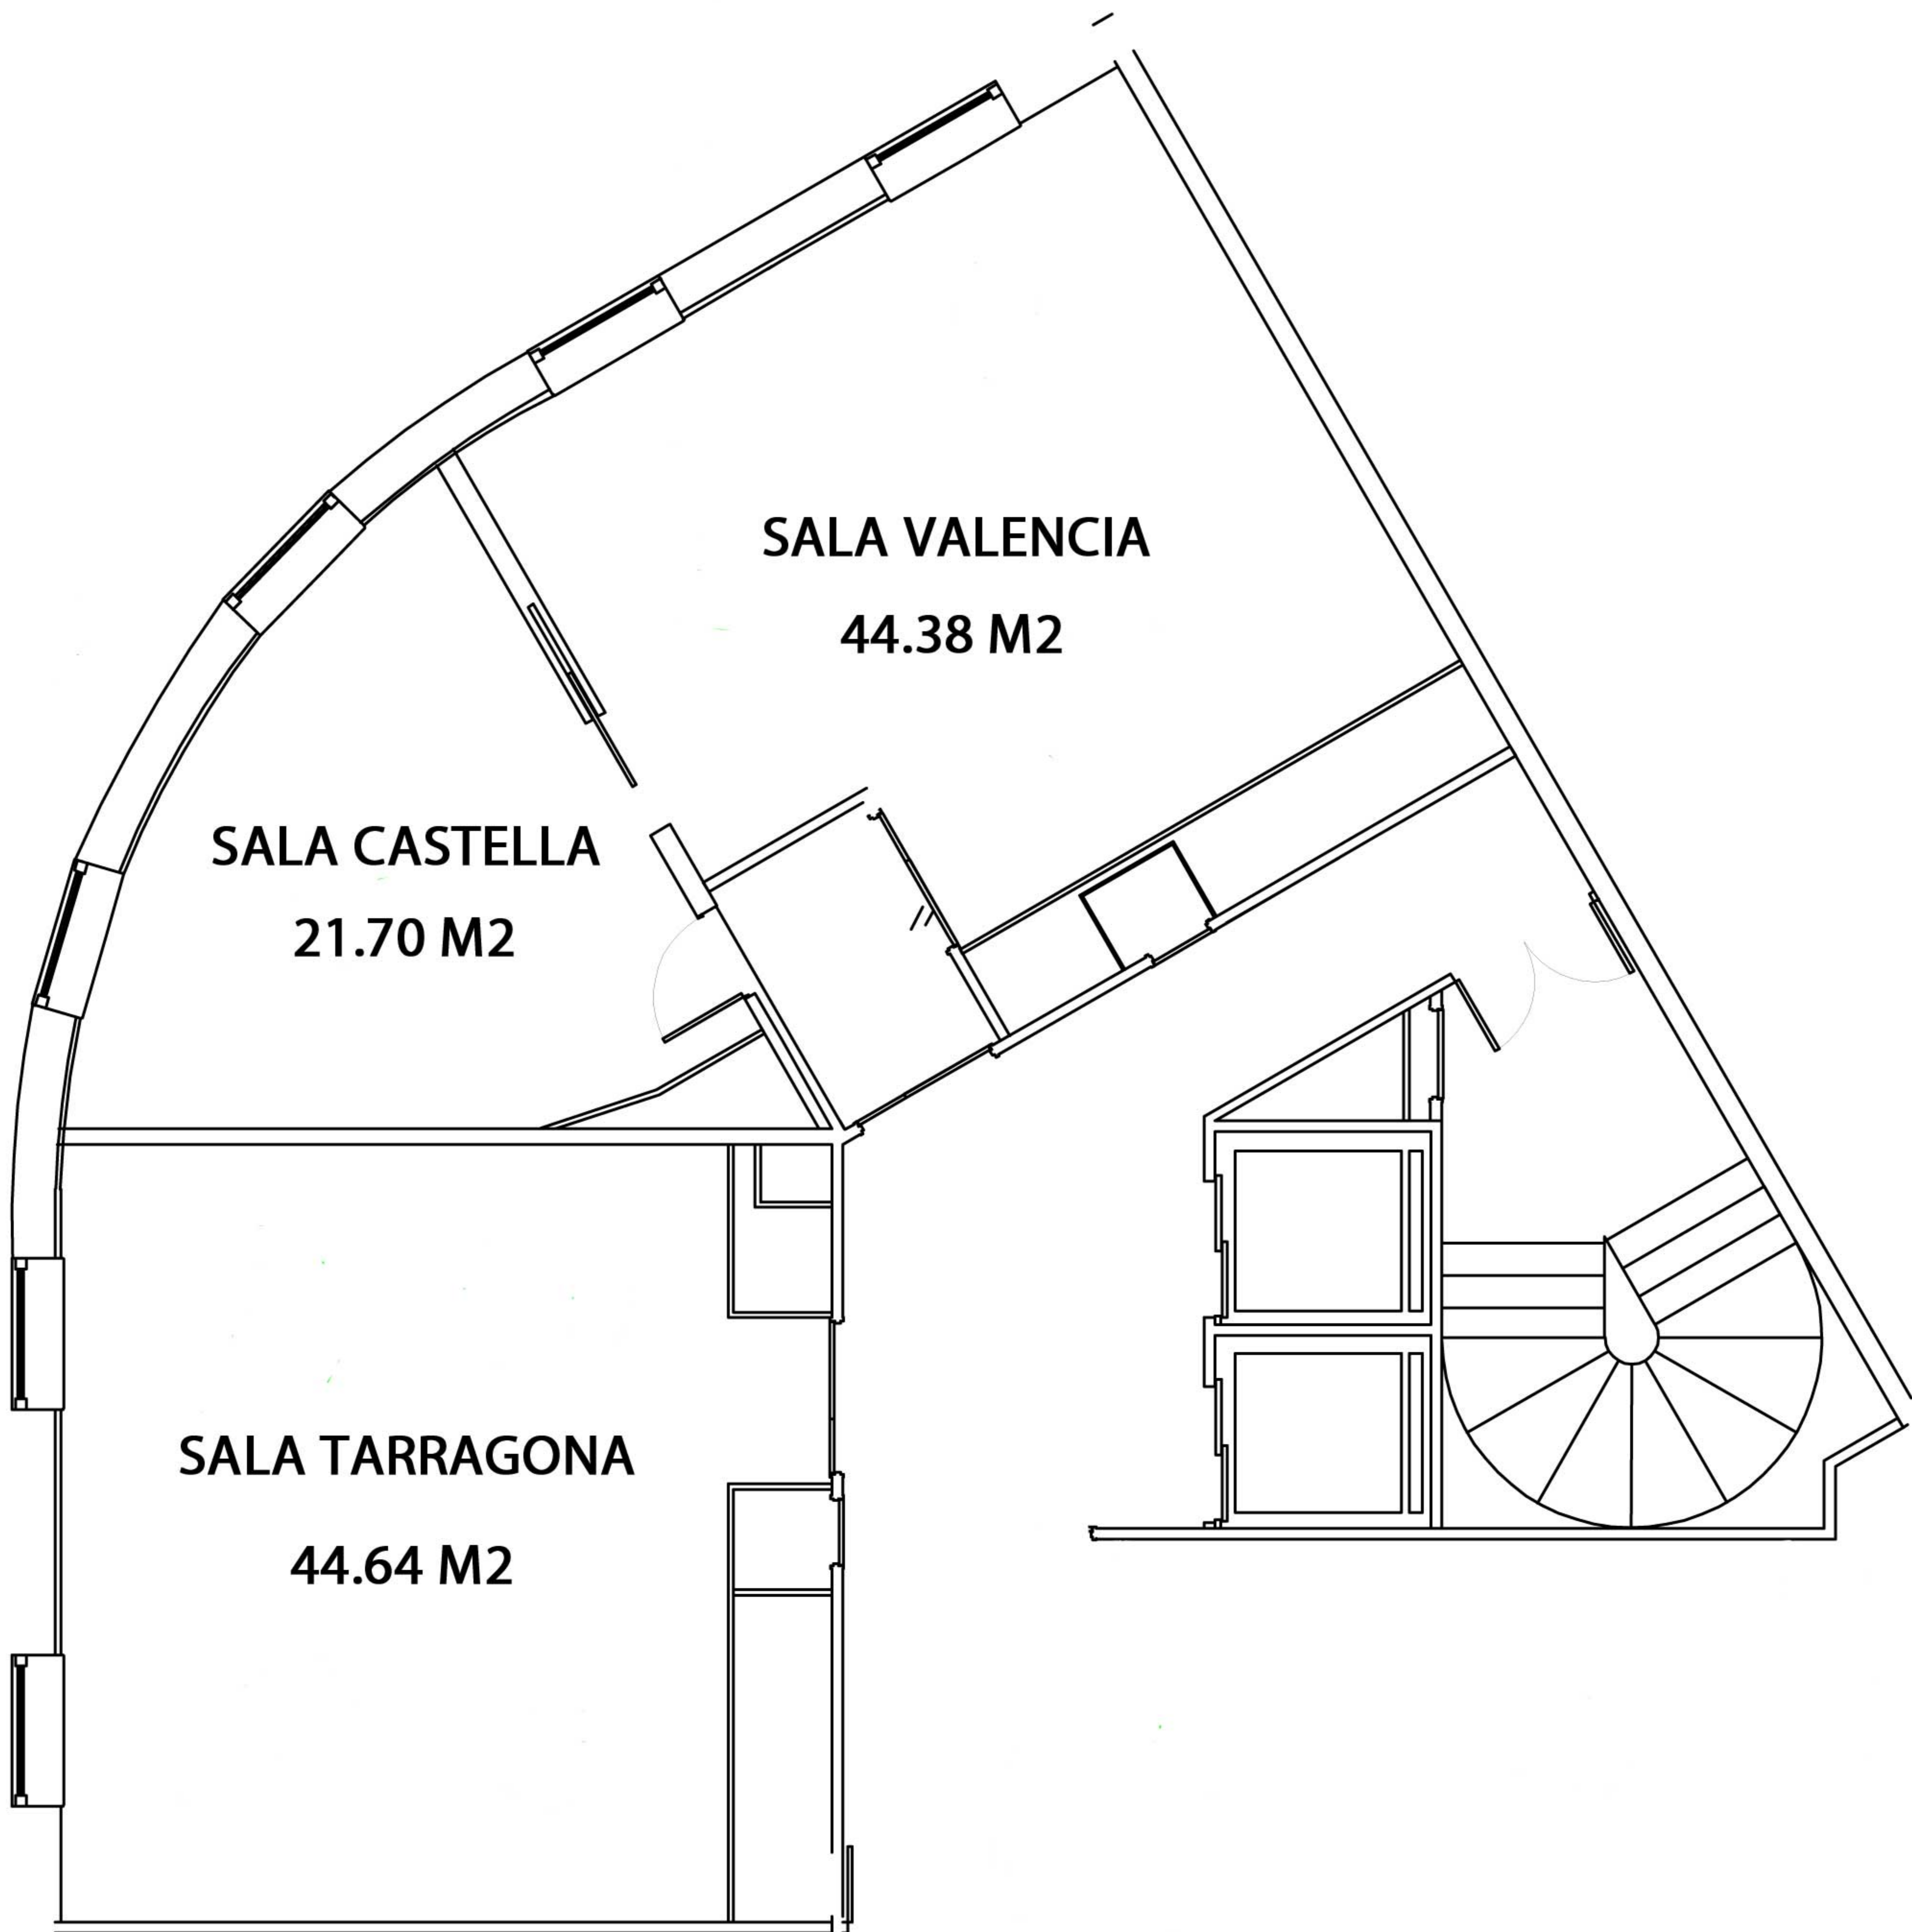 SALA VALENCIA
44.38 M2
SALA CASTELLA
21.70 M2
SALA TARRAGONA
44.64 M2